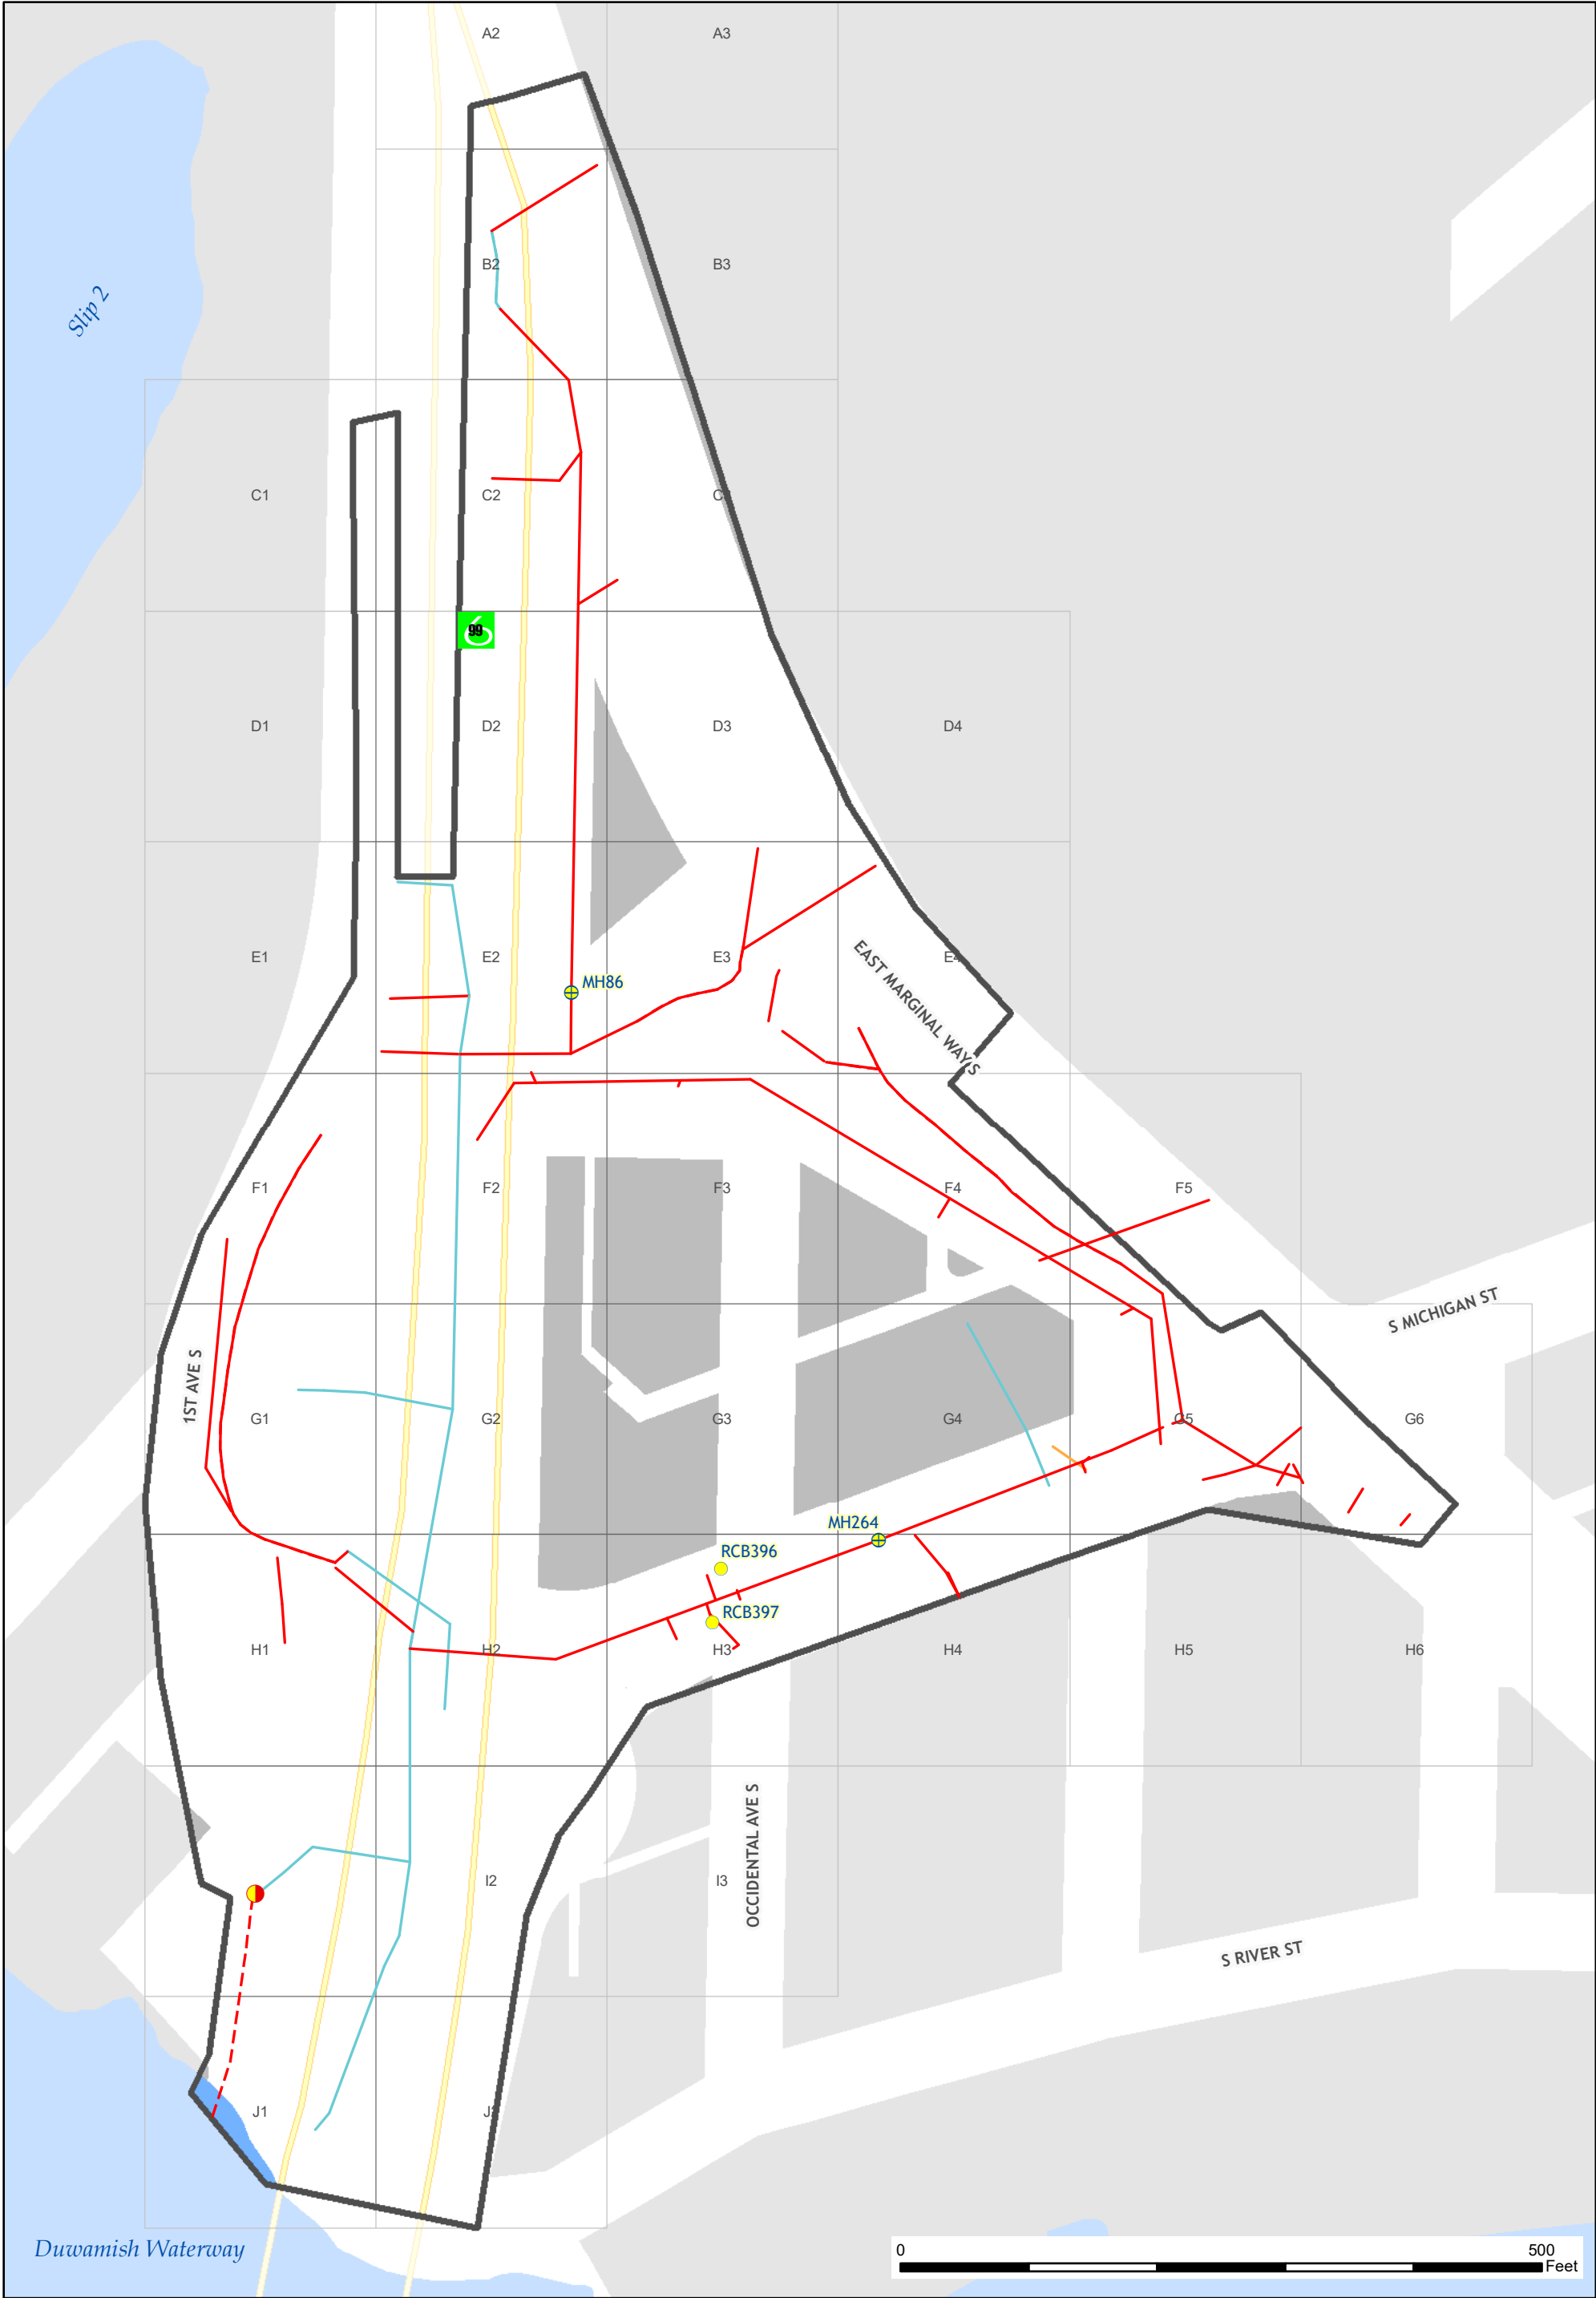 A2
A3
Slip 2
B2
B3
C1
C2
99
D1
D2
D3
D4
E1
E2
MH86
E3
EAST MARGINAL WAY S
E4
F1
F2
F3
F4
F5
S MICHIGAN ST
1ST AVE S
G1
G2
G3
G4
G5
G6
MH264
RCB396
RCB397
H1
H2
H3
H4
H5
H6
I2
I3
OCCIDENTAL AVE S
S RIVER ST
J1
Duwamish Waterway
0
500
Feet